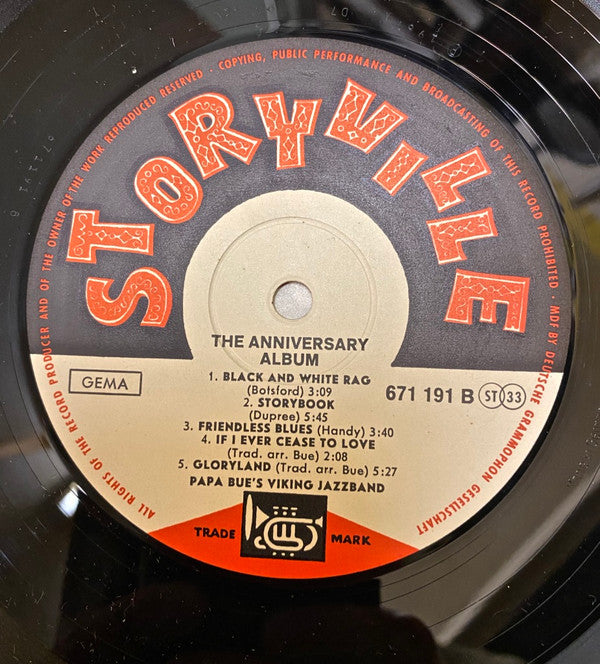 ALL RIGHTS OF THE RECORD PRODUCER AND OF THE OWNER OF THE WORK REPRODUCED RESERVED · COPYING, PUBLIC PERFORMANCE AND BROADCASTING OF THIS RECORD PROHIBITED · MDF BY DEUTSCHE GRAMMOPHON GESELLSCHAFT
STORYVILLE
THE ANNIVERSARY
ALBUM
GEMA
671 191 B ST 33
1. BLACK AND WHITE RAG
(Botsford) 3:09
2. STORYBOOK
(Dupree) 5:45
3. FRIENDLESS BLUES (Handy) 3:40
4. IF I EVER CEASE TO LOVE
(Trad. arr. Bue) 2:08
5. GLORYLAND (Trad. arr. Bue) 5:27
PAPA BUE'S VIKING JAZZBAND
TRADE MARK